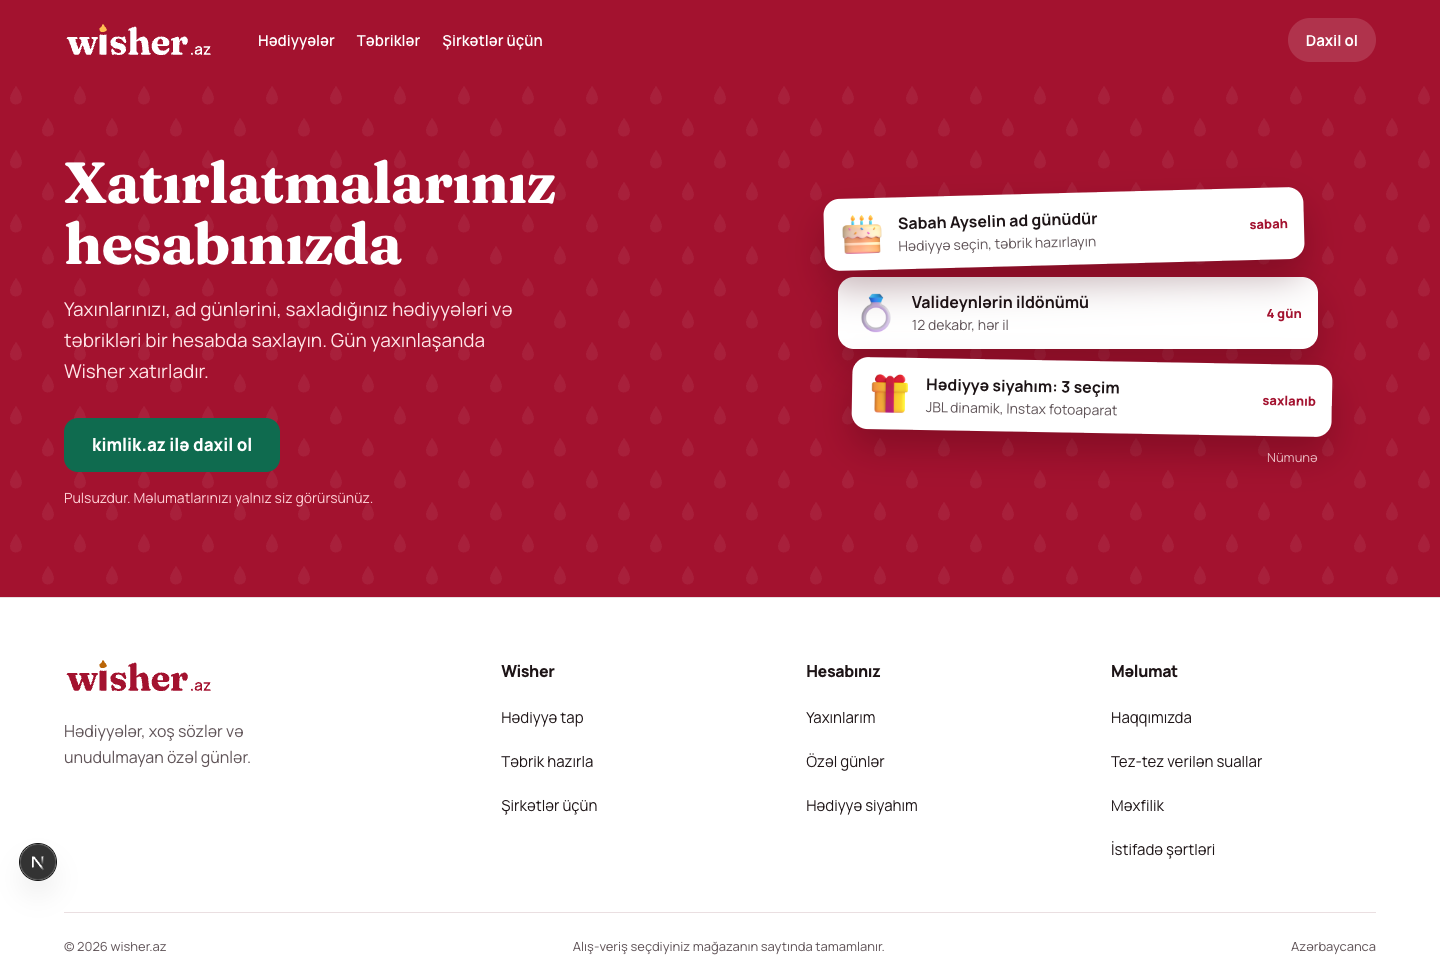 wisher.az
Hədiyyələr
Təbriklər
Şirkətlər üçün
Daxil ol
Xatırlatmalarınız
hesabınızda
Yaxınlarınızı, ad günlərini, saxladığınız hədiyyələri və
təbrikləri bir hesabda saxlayın. Gün yaxınlaşanda
Wisher xatırladır.
kimlik.az ilə daxil ol
Pulsuzdur. Məlumatlarınızı yalnız siz görürsünüz.
Sabah Ayselin ad günüdür
Hədiyyə seçin, təbrik hazırlayın
sabah
Valideynlərin ildönümü
12 dekabr, hər il
4 gün
Hədiyyə siyahım: 3 seçim
JBL dinamik, Instax fotoaparat
saxlanıb
Nümunə
wisher.az
Hədiyyələr, xoş sözlər və
unudulmayan özəl günlər.
Wisher
Hədiyyə tap
Təbrik hazırla
Şirkətlər üçün
Hesabınız
Yaxınlarım
Özəl günlər
Hədiyyə siyahım
Məlumat
Haqqımızda
Tez-tez verilən suallar
Məxfilik
İstifadə şərtləri
N
© 2026 wisher.az
Alış-veriş seçdiyiniz mağazanın saytında tamamlanır.
Azərbaycanca